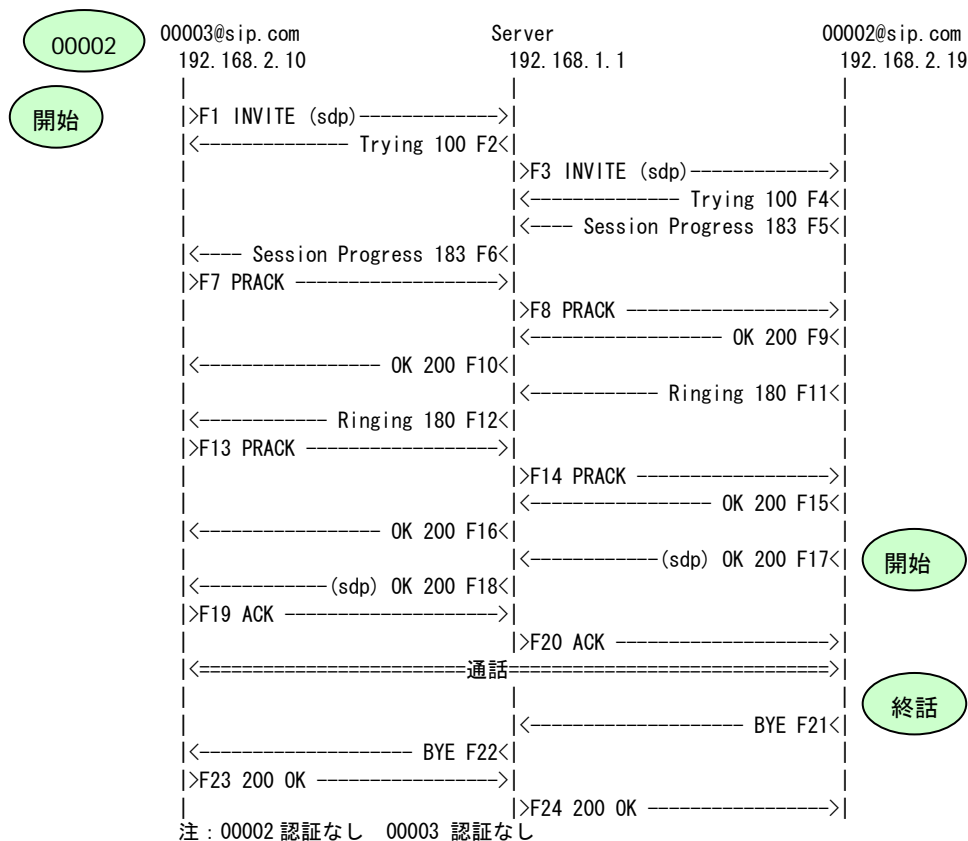 00002
00003@sip.com Server 00002@sip.com
192.168.2.10 192.168.1.1 192.168.2.19
開始
|>F1 INVITE (sdp)------------->|
|<-------------- Trying 100 F2<|
|>F3 INVITE (sdp)------------->|
|<-------------- Trying 100 F4<|
|<---- Session Progress 183 F5<|
|<---- Session Progress 183 F6<|
|>F7 PRACK ------------------->|
|>F8 PRACK ------------------->|
|<------------------ OK 200 F9<|
|<----------------- OK 200 F10<|
|<------------ Ringing 180 F11<|
|<------------ Ringing 180 F12<|
|>F13 PRACK ------------------>|
|>F14 PRACK ------------------>|
|<----------------- OK 200 F15<|
|<----------------- OK 200 F16<|
|<------------(sdp) OK 200 F17<| 開始
|<------------(sdp) OK 200 F18<|
|>F19 ACK -------------------->|
|>F20 ACK -------------------->|
|<=========================通話==============================>|
終話
|<-------------------- BYE F21<|
|<-------------------- BYE F22<|
|>F23 200 OK ----------------->|
|>F24 200 OK ----------------->|
注：00002 認証なし 00003 認証なし